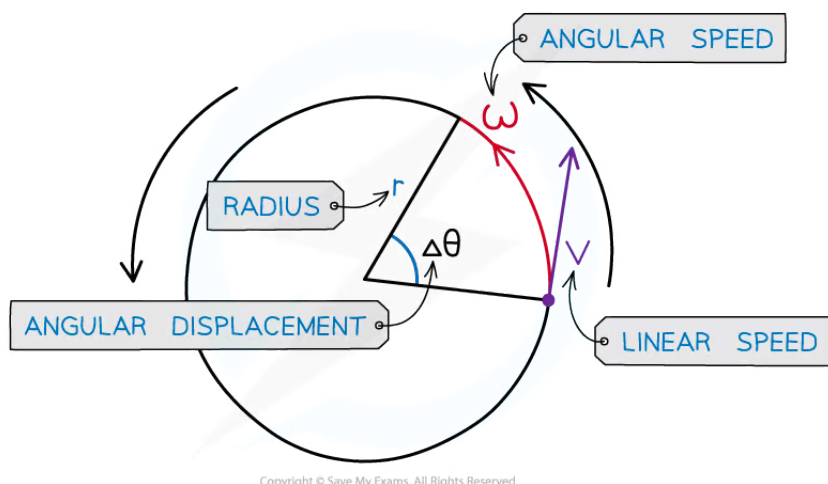 ANGULAR SPEED
ω
RADIUS
r
Δθ
V
ANGULAR DISPLACEMENT
LINEAR SPEED
Copyright © Save My Exams. All Rights Reserved